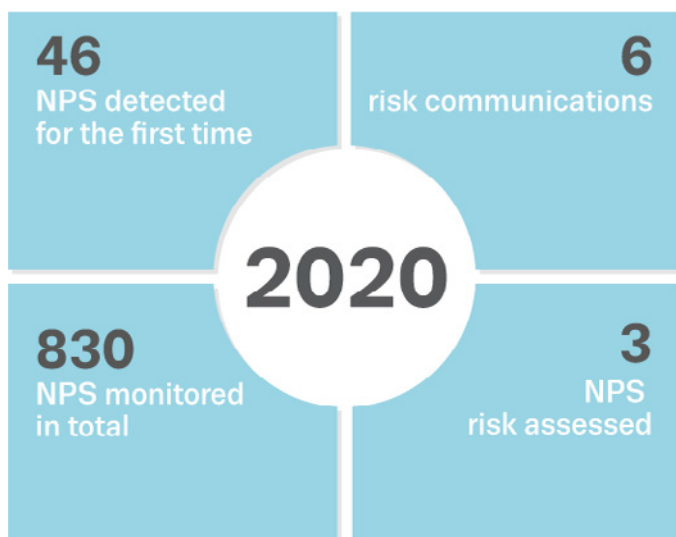 46
NPS detected
for the first time
6
risk communications
2020
830
NPS monitored
in total
3
NPS
risk assessed